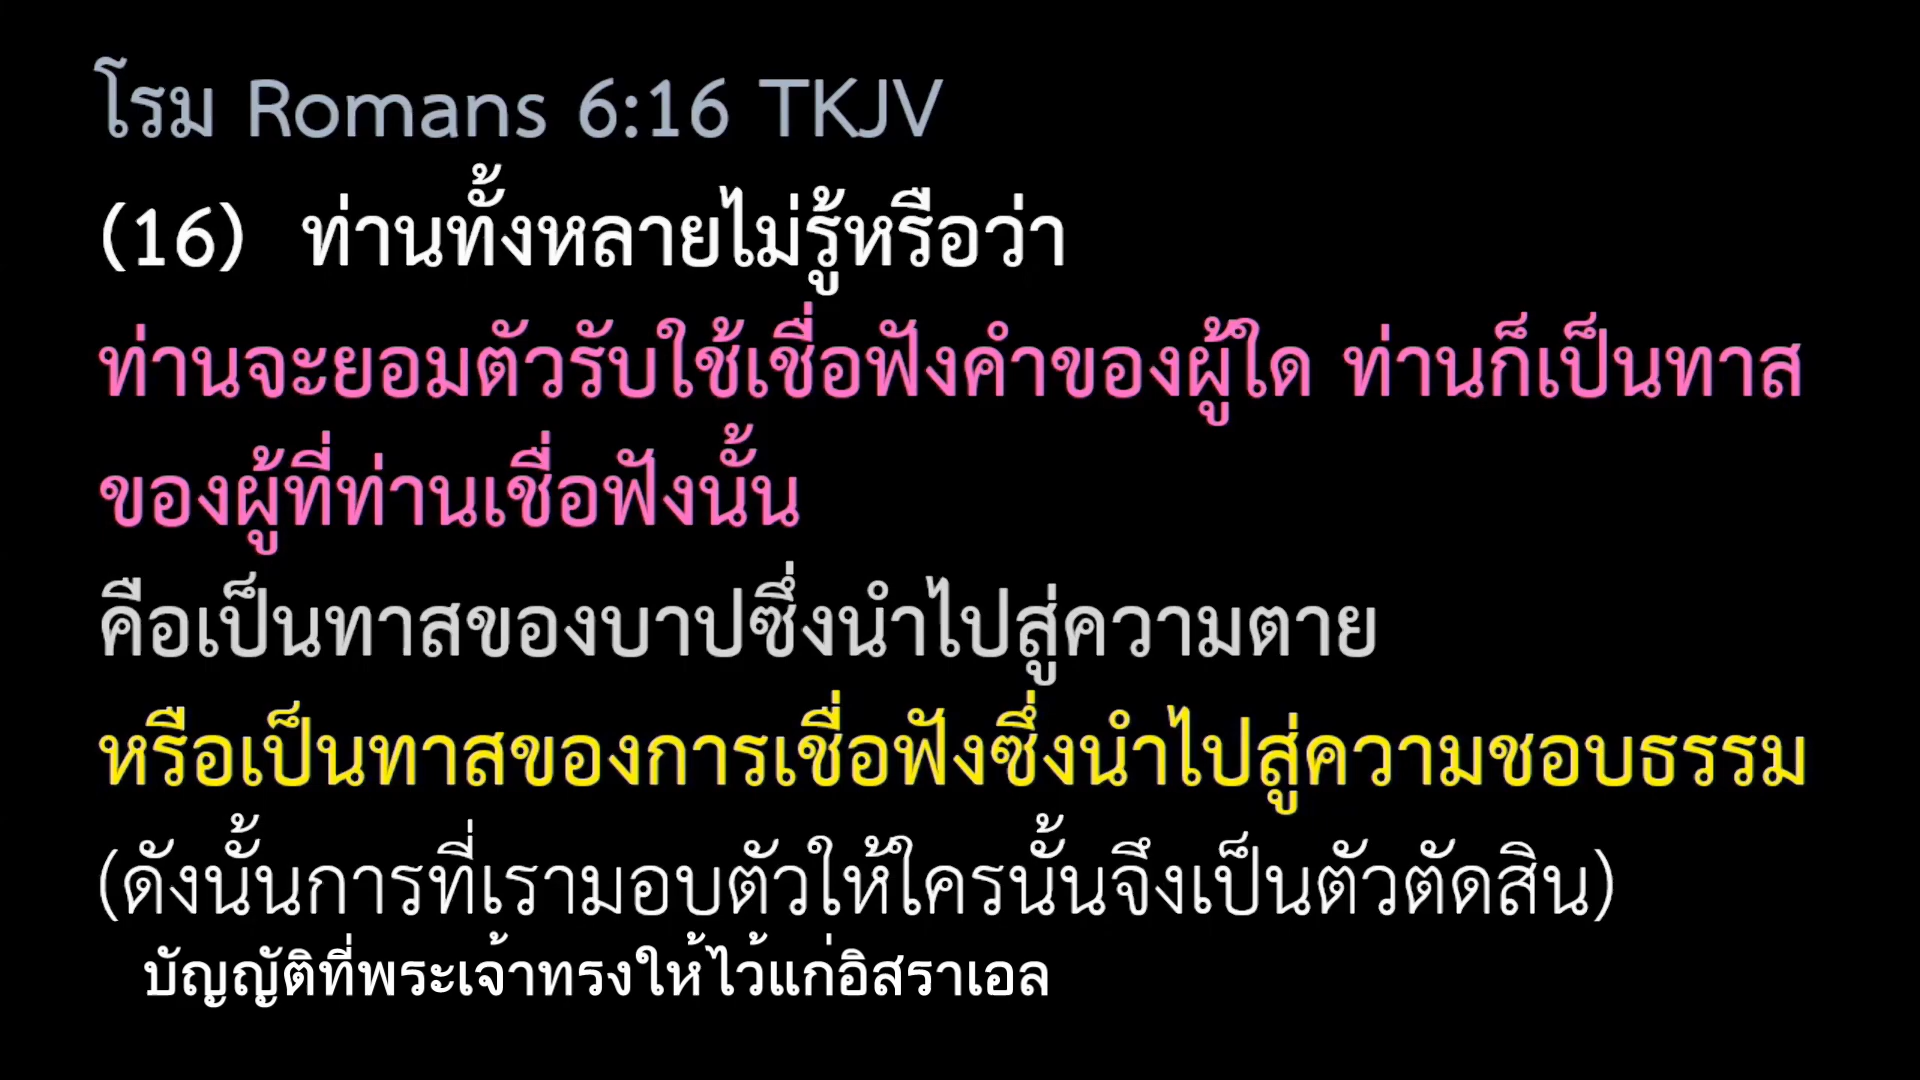 โรม Romans 6:16 TKJV
(16) ท่านทั้งหลายไม่รู้หรือว่า
ท่านจะยอมตัวรับใช้เชื่อฟังคำของผู้ใด ท่านก็เป็นทาส
ของผู้ที่ท่านเชื่อฟังนั้น
คือเป็นทาสของบาปซึ่งนำไปสู่ความตาย
หรือเป็นทาสของการเชื่อฟังซึ่งนำไปสู่ความชอบธรรม
(ดังนั้นการที่เรามอบตัวให้ใครนั้นจึงเป็นตัวตัดสิน)
บัญญัติที่พระเจ้าทรงให้ไว้แก่อิสราเอล